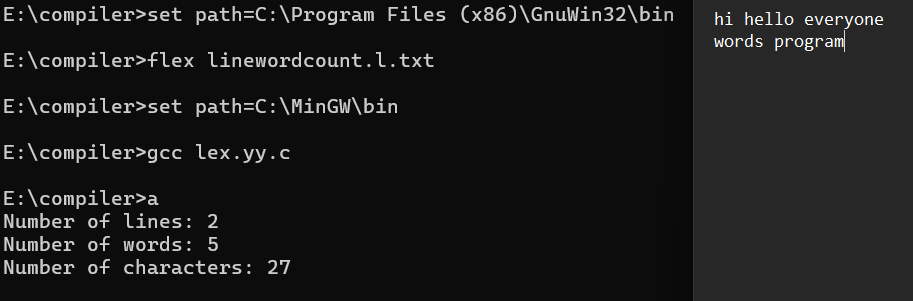 E:\compiler>set path=C:\Program Files (x86)\GnuWin32\bin
E:\compiler>flex linewordcount.l.txt
E:\compiler>set path=C:\MinGW\bin
E:\compiler>gcc lex.yy.c
E:\compiler>a
Number of lines: 2
Number of words: 5
Number of characters: 27
hi hello everyone
words program